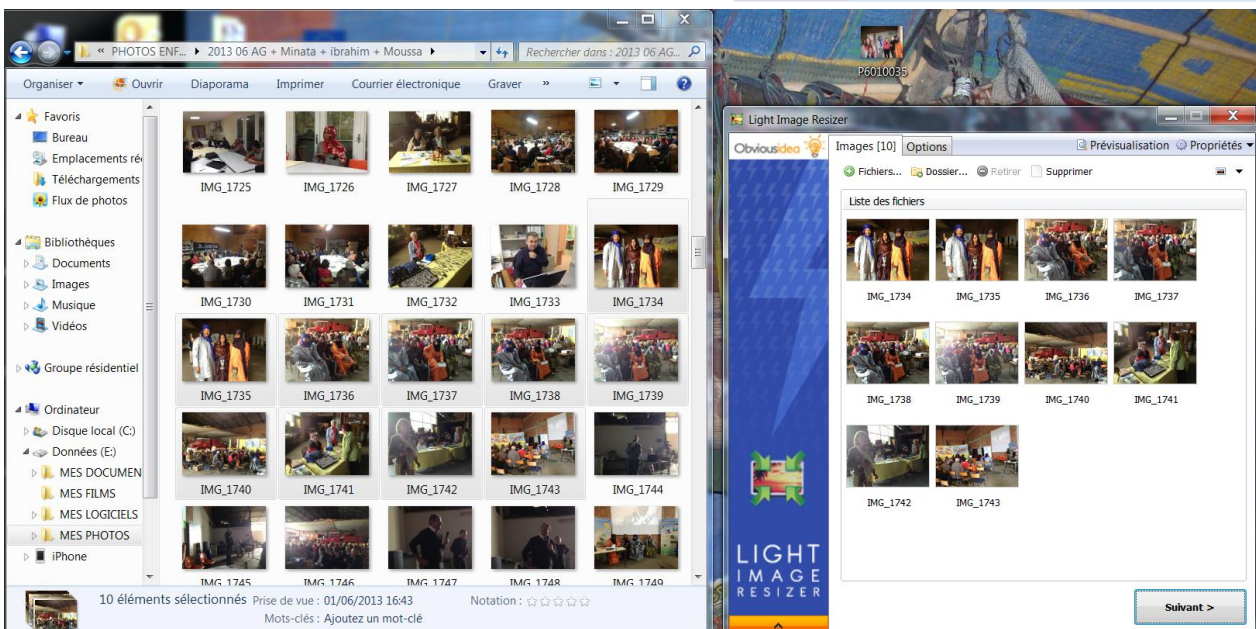 « PHOTOS ENF... ▸ 2013 06 AG + Minata + ibrahim + Moussa ▸
Rechercher dans : 2013 06 AG...
Organiser
Ouvrir
Diaporama
Imprimer
Courrier électronique
Graver
»
Favoris
Bureau
Emplacements ré
Téléchargements
Flux de photos
Bibliothèques
Documents
Images
Musique
Vidéos
Groupe résidentiel
Ordinateur
Disque local (C:)
Données (E:)
MES DOCUMEN
MES FILMS
MES LOGICIELS
MES PHOTOS
iPhone
IMG_1725 IMG_1726 IMG_1727 IMG_1728 IMG_1729
IMG_1730 IMG_1731 IMG_1732 IMG_1733 IMG_1734
IMG_1735 IMG_1736 IMG_1737 IMG_1738 IMG_1739
IMG_1740 IMG_1741 IMG_1742 IMG_1743 IMG_1744
IMG_1745 IMG_1746 IMG_1747 IMG_1748 IMG_1749
10 éléments sélectionnés Prise de vue : 01/06/2013 16:43 Notation :
Mots-clés : Ajoutez un mot-clé
P6010035
Light Image Resizer
Obviousidea
Images [10] Options
Prévisualisation Propriétés
Fichiers... Dossier... Retirer Supprimer
Liste des fichiers
IMG_1734 IMG_1735 IMG_1736 IMG_1737
IMG_1738 IMG_1739 IMG_1740 IMG_1741
IMG_1742 IMG_1743
LIGHT
IMAGE
RESIZER
Suivant >